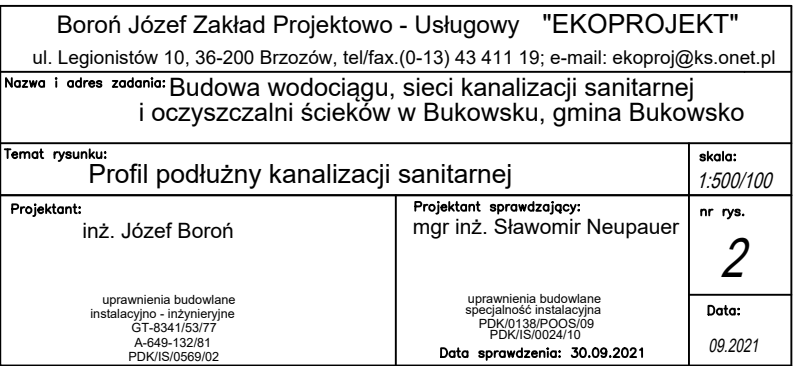 Boroń Józef Zakład Projektowo - Usługowy "EKOPROJEKT"
ul. Legionistów 10, 36-200 Brzozów, tel/fax.(0-13) 43 411 19; e-mail: ekoproj@ks.onet.pl
Nazwa i adres zadania: Budowa wodociągu, sieci kanalizacji sanitarnej
i oczyszczalni ścieków w Bukowsku, gmina Bukowsko
Temat rysunku:
Profil podłużny kanalizacji sanitarnej
skala:
1:500/100
Projektant:
inż. Józef Boroń
uprawnienia budowlane
instalacyjno - inżynieryjne
GT-8341/53/77
A-649-132/81
PDK/IS/0569/02
Projektant sprawdzający:
mgr inż. Sławomir Neupauer
uprawnienia budowlane
specjalność instalacyjna
PDK/0138/POOS/09
PDK/IS/0024/10
Data sprawdzenia: 30.09.2021
nr rys.
2
Data:
09.2021